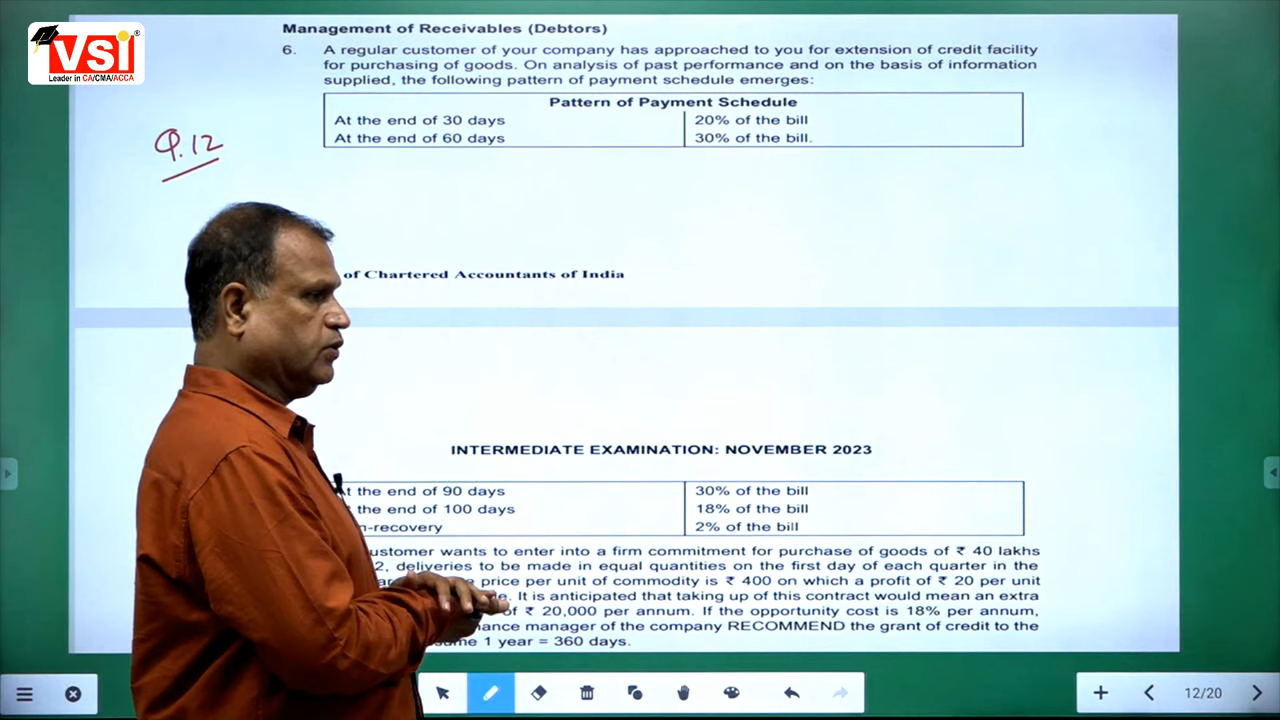 VSI
®
Leader in CA/CMA/ACCA
Management of Receivables (Debtors)
6. A regular customer of your company has approached to you for extension of credit facility
for purchasing of goods. On analysis of past performance and on the basis of information
supplied, the following pattern of payment schedule emerges:
Pattern of Payment Schedule
At the end of 30 days 20% of the bill
At the end of 60 days 30% of the bill.
Q.12
of Chartered Accountants of India
INTERMEDIATE EXAMINATION: NOVEMBER 2023
At the end of 90 days 30% of the bill
the end of 100 days 18% of the bill
n-recovery 2% of the bill
ustomer wants to enter into a firm commitment for purchase of goods of ₹ 40 lakhs
2, deliveries to be made in equal quantities on the first day of each quarter in the
price per unit of commodity is ₹ 400 on which a profit of ₹ 20 per unit
e. It is anticipated that taking up of this contract would mean an extra
of ₹ 20,000 per annum. If the opportunity cost is 18% per annum,
nance manager of the company RECOMMEND the grant of credit to the
sume 1 year = 360 days.
12/20